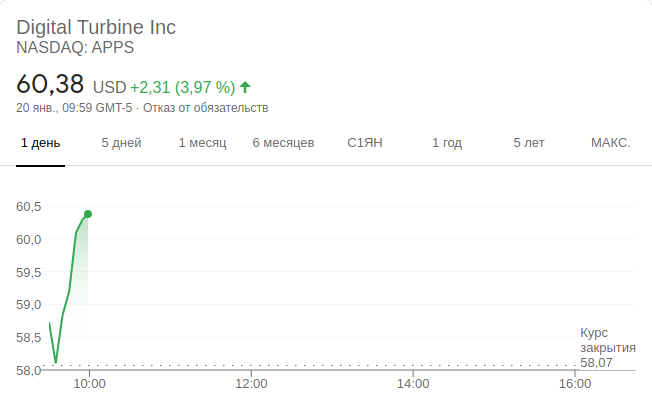 Digital Turbine Inc
NASDAQ: APPS
60,38 USD +2,31 (3,97 %)
20 янв., 09:59 GMT-5 · Отказ от обязательств
1 день 5 дней 1 месяц 6 месяцев С1ЯН 1 год 5 лет МАКС.
60,5
60,0
59,5
59,0
58,5
58,0
Курс
закрытия
58,07
10:00 12:00 14:00 16:00